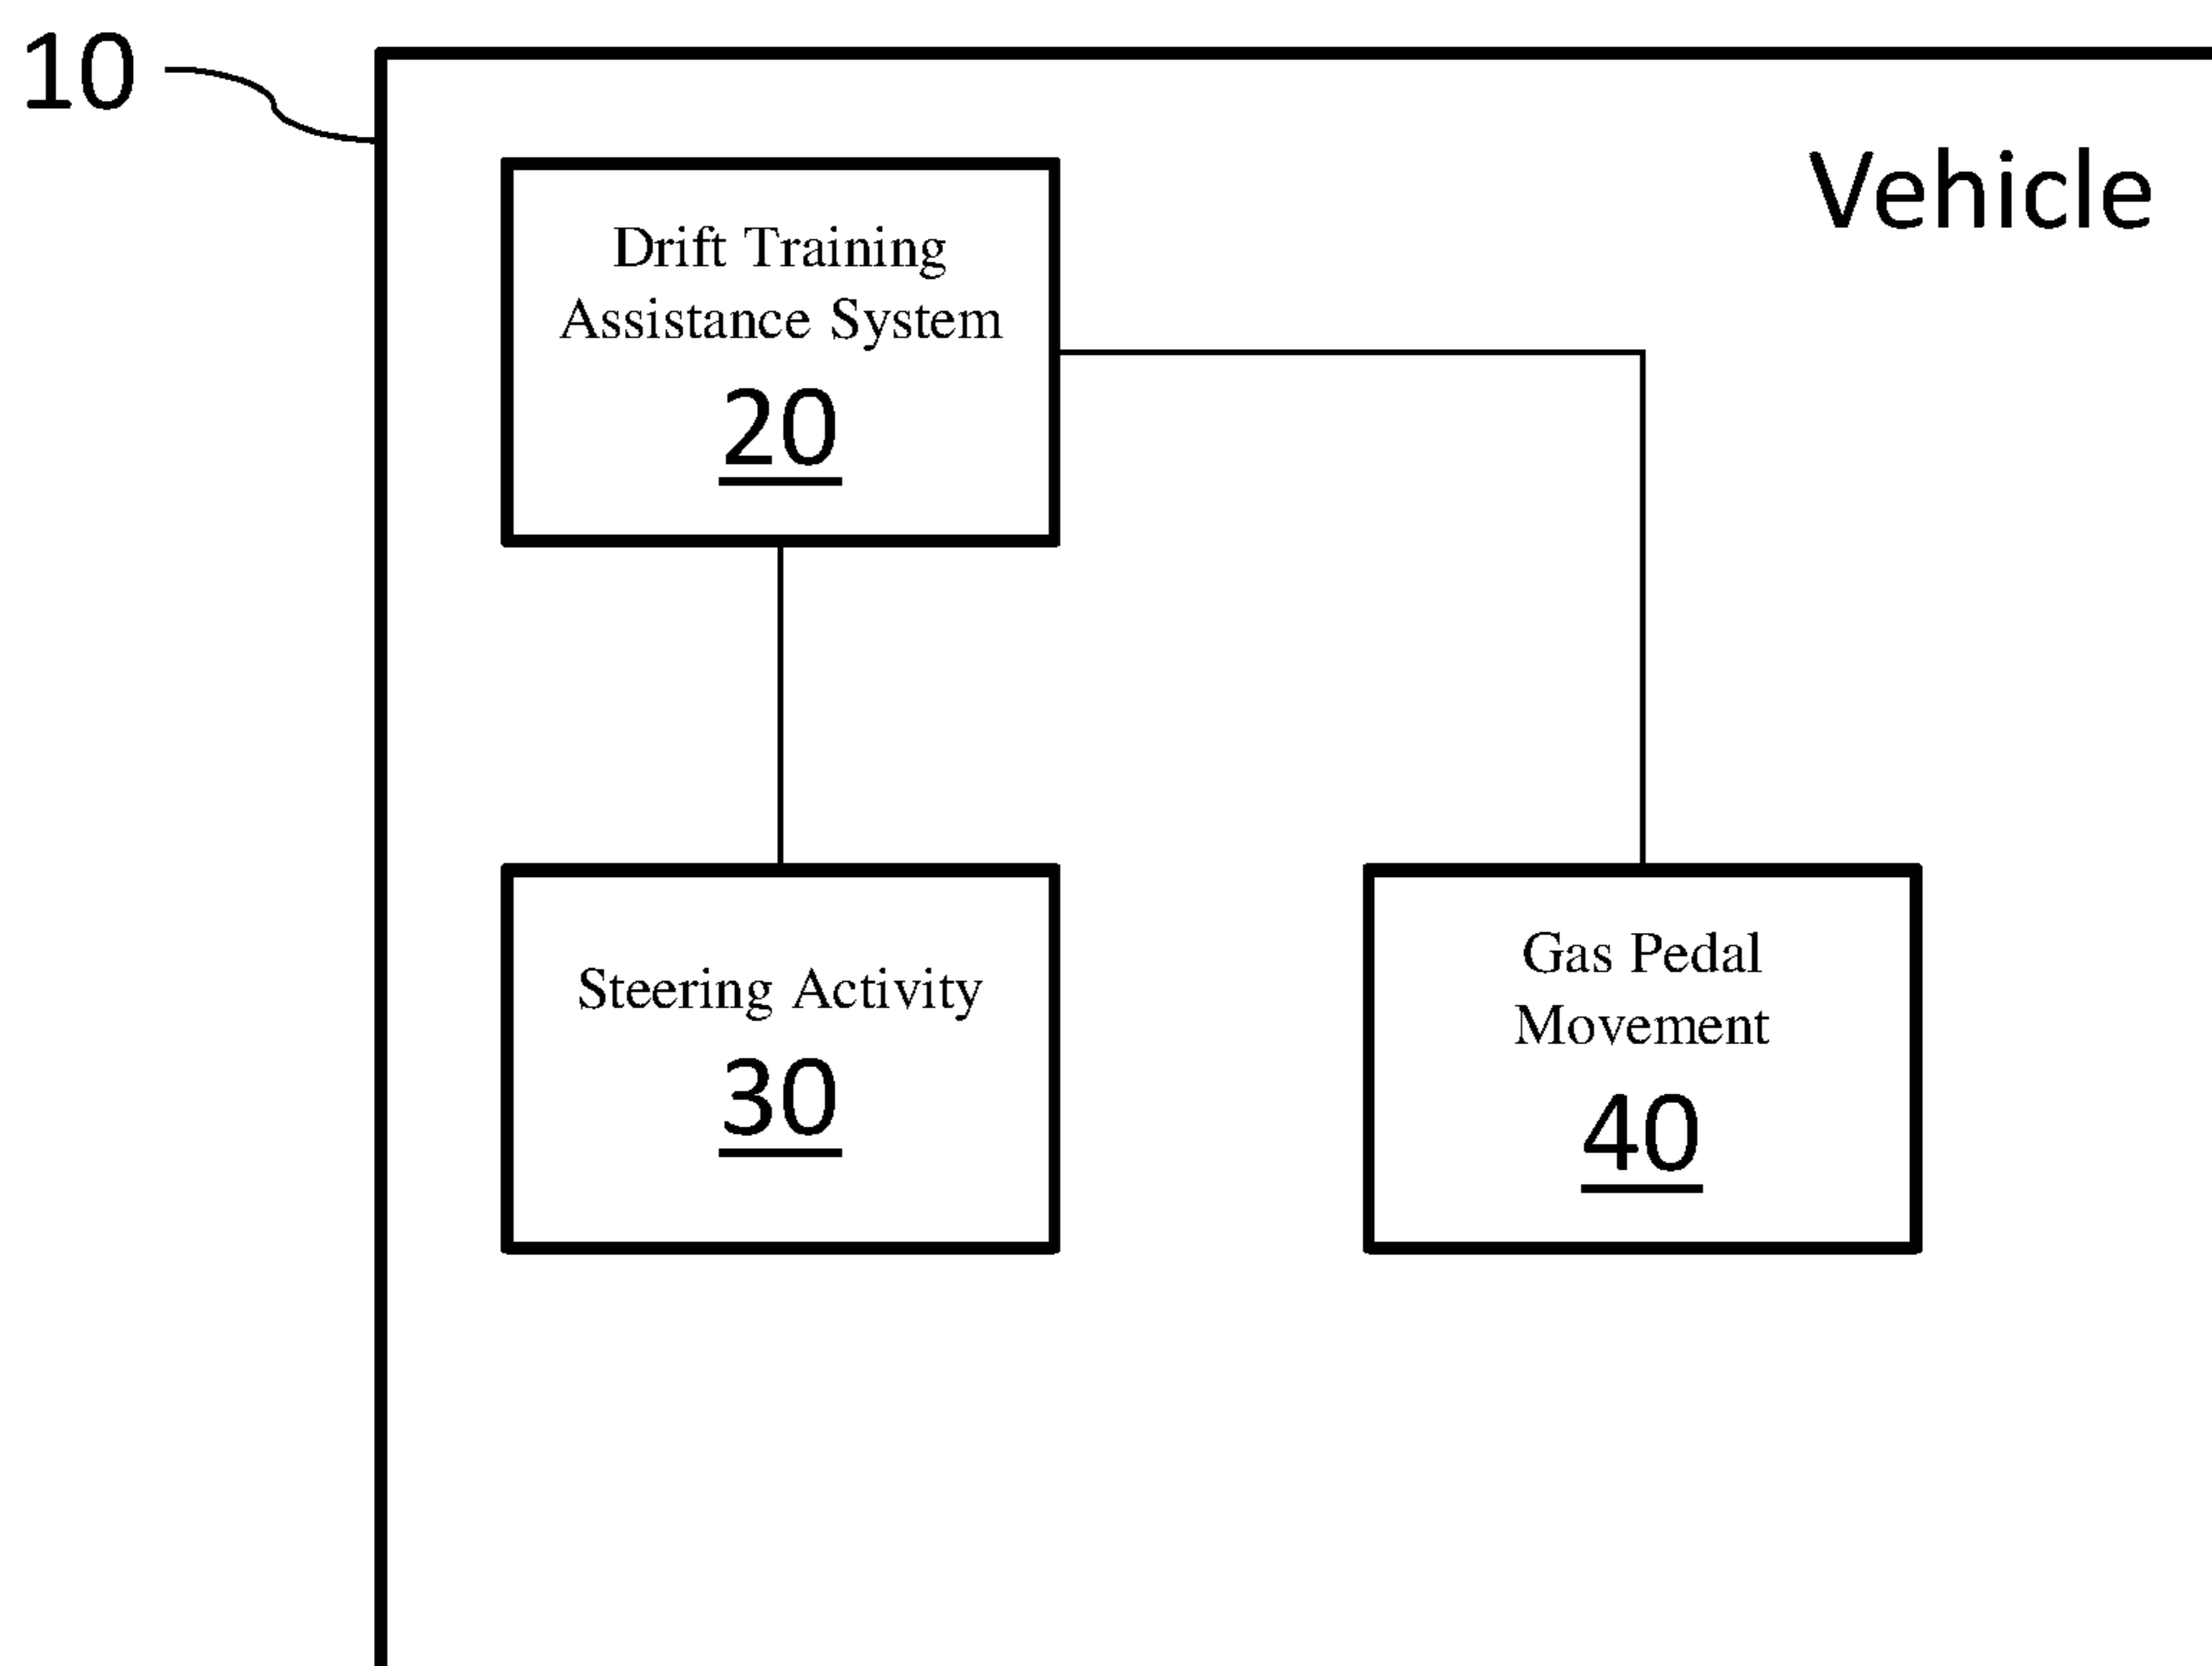 10
Vehicle
Drift Training
Assistance System
20
Steering Activity
30
Gas Pedal
Movement
40